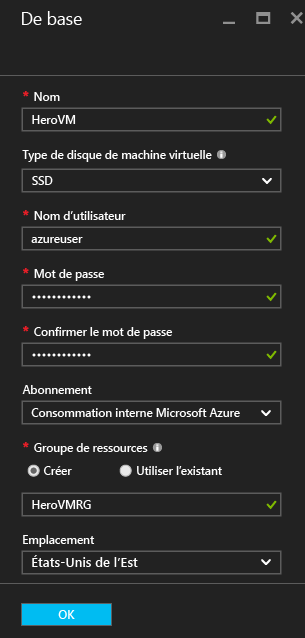 De base
* Nom
HeroVM
Type de disque de machine virtuelle
SSD
* Nom d'utilisateur
azureuser
* Mot de passe
••••••••••••
* Confirmer le mot de passe
••••••••••••
Abonnement
Consommation interne Microsoft Azure
* Groupe de ressources
Créer Utiliser l'existant
HeroVMRG
Emplacement
États-Unis de l'Est
OK